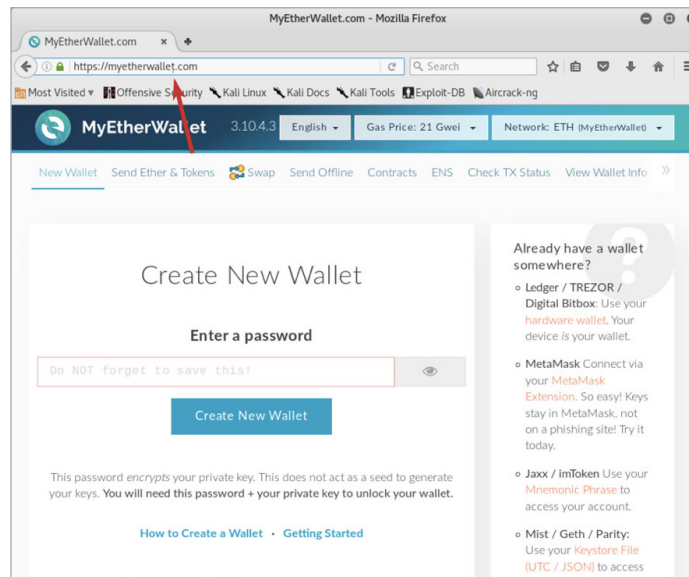 MyEtherWallet.com - Mozilla Firefox
MyEtherWallet.com × +
https://myetherwallet.com Search
Most Visited Offensive Security Kali Linux Kali Docs Kali Tools Exploit-DB Aircrack-ng
MyEtherWallet 3.10.4.3 English Gas Price: 21 Gwei Network: ETH (MyEtherWallet)
New Wallet Send Ether & Tokens Swap Send Offline Contracts ENS Check TX Status View Wallet Info »
Create New Wallet
Enter a password
Do NOT forget to save this!
Create New Wallet
This password encrypts your private key. This does not act as a seed to generate
your keys. You will need this password + your private key to unlock your wallet.
How to Create a Wallet · Getting Started
?
Already have a wallet
somewhere?
Ledger / TREZOR /
Digital Bitbox: Use your
hardware wallet. Your
device is your wallet.
MetaMask Connect via
your MetaMask
Extension. So easy! Keys
stay in MetaMask, not
on a phishing site! Try it
today.
Jaxx / imToken Use your
Mnemonic Phrase to
access your account.
Mist / Geth / Parity:
Use your Keystore File
(UTC / JSON) to access